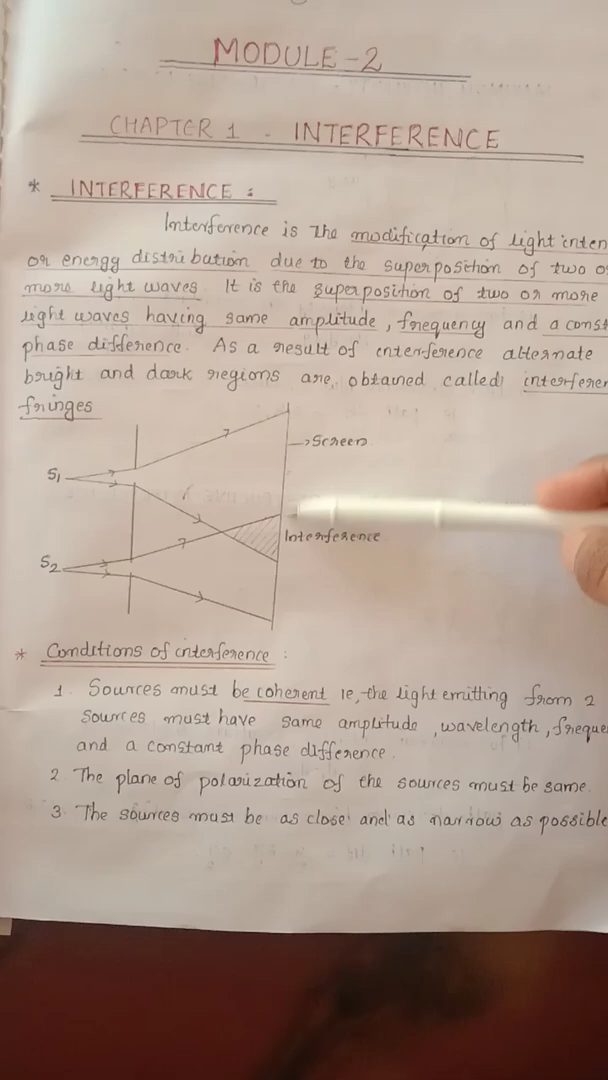 MODULE-2
CHAPTER 1 - INTERFERENCE
* INTERFERENCE :
Interference is the modification of light inten
or energy distribution due to the superposition of two o
more light waves. It is the superposition of two or more
light waves having same amplitude, frequency and a const
phase difference. As a result of interference alternate
bright and dark regions are, obtained called interferen
fringes
→Screen
S1
Interference
S2
* Conditions of interference :
1. Sources must be coherent ie, the light emitting from 2
sources must have same amplitude, wavelength, freque
and a constant phase difference.
2. The plane of polarization of the sources must be same.
3. The sources must be as close and as narrow as possible